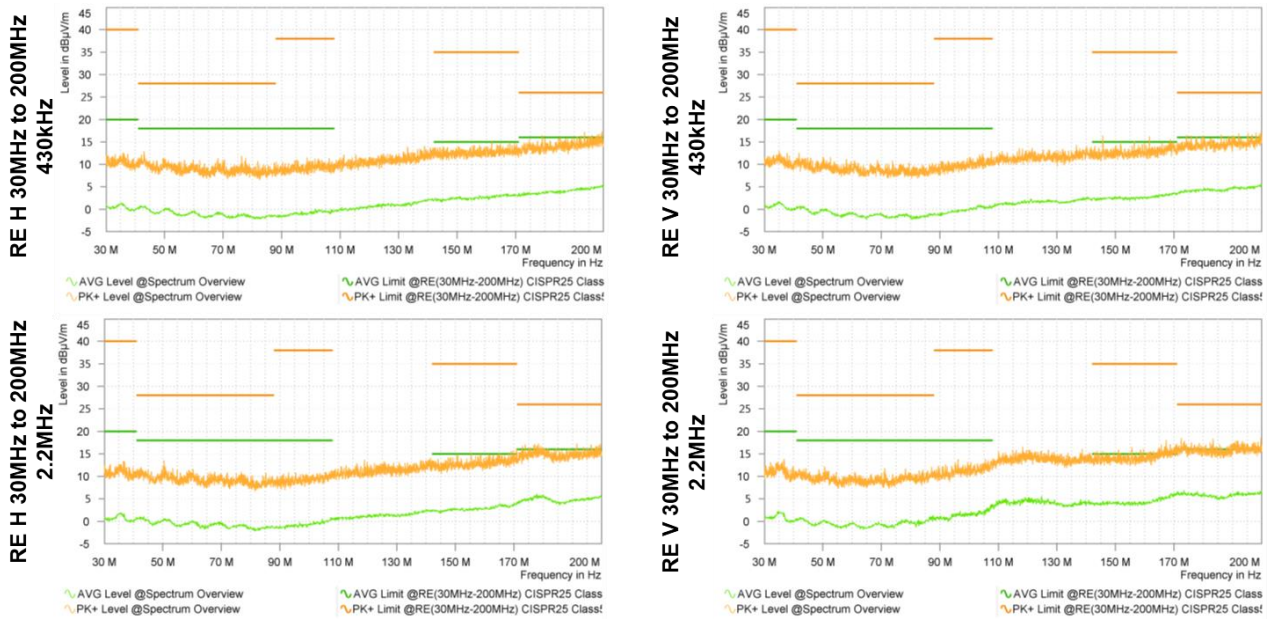 RE H 30MHz to 200MHz
430kHz
Level in dBµV/m
45
40
35
30
25
20
15
10
5
0
-5
30 M 50 M 70 M 90 M 110 M 130 M 150 M 170 M 200 M
Frequency in Hz
AVG Level @Spectrum Overview AVG Limit @RE(30MHz-200MHz) CISPR25 Class
PK+ Level @Spectrum Overview PK+ Limit @RE(30MHz-200MHz) CISPR25 Class
RE V 30MHz to 200MHz
430kHz
Level in dBµV/m
45
40
35
30
25
20
15
10
5
0
-5
30 M 50 M 70 M 90 M 110 M 130 M 150 M 170 M 200 M
Frequency in Hz
AVG Level @Spectrum Overview AVG Limit @RE(30MHz-200MHz) CISPR25 Class
PK+ Level @Spectrum Overview PK+ Limit @RE(30MHz-200MHz) CISPR25 Class
RE H 30MHz to 200MHz
2.2MHz
Level in dBµV/m
45
40
35
30
25
20
15
10
5
0
-5
30 M 50 M 70 M 90 M 110 M 130 M 150 M 170 M 200 M
Frequency in Hz
AVG Level @Spectrum Overview AVG Limit @RE(30MHz-200MHz) CISPR25 Class
PK+ Level @Spectrum Overview PK+ Limit @RE(30MHz-200MHz) CISPR25 Class
RE V 30MHz to 200MHz
2.2MHz
Level in dBµV/m
45
40
35
30
25
20
15
10
5
0
-5
30 M 50 M 70 M 90 M 110 M 130 M 150 M 170 M 200 M
Frequency in Hz
AVG Level @Spectrum Overview AVG Limit @RE(30MHz-200MHz) CISPR25 Class
PK+ Level @Spectrum Overview PK+ Limit @RE(30MHz-200MHz) CISPR25 Class